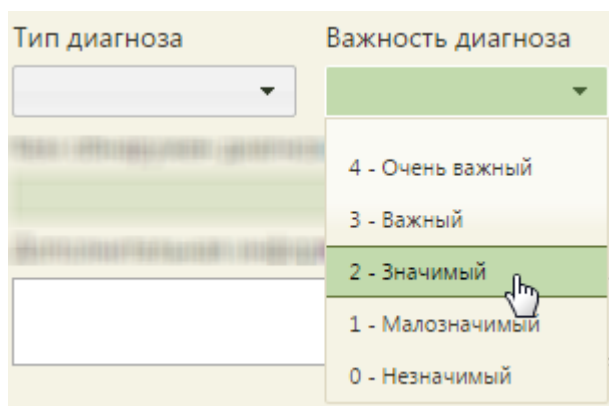 Тип диагноза
Важность диагноза
4 - Очень важный
3 - Важный
2 - Значимый
1 - Малозначимый
0 - Незначимый